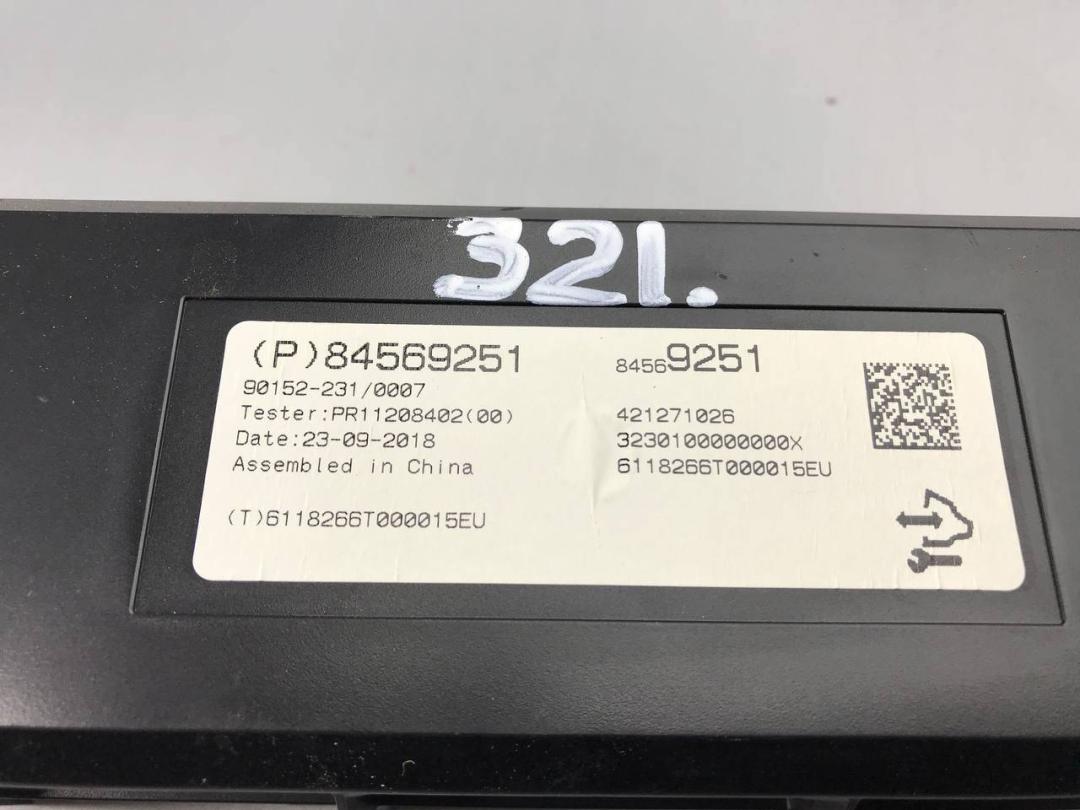 321.
(P)84569251
90152-231/0007
Tester:PR11208402(00)
Date:23-09-2018
Assembled in China
(T)6118266T000015EU
84569251
421271026
3230100000000X
6118266T000015EU